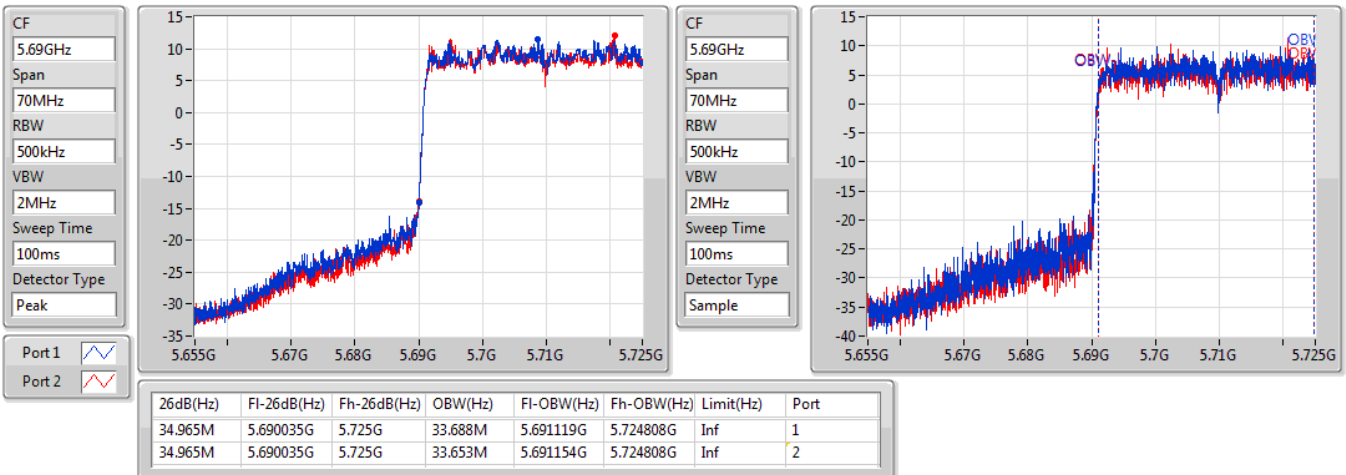 CF
5.69GHz
Span
70MHz
RBW
500kHz
VBW
2MHz
Sweep Time
100ms
Detector Type
Peak
Port 1
Port 2
15
10
5
0
-5
-10
-15
-20
-25
-30
-35
5.655G 5.67G 5.68G 5.69G 5.7G 5.71G 5.725G
CF
5.69GHz
Span
70MHz
RBW
500kHz
VBW
2MHz
Sweep Time
100ms
Detector Type
Sample
15
10
5
0
-5
-10
-15
-20
-25
-30
-35
-40
OBW
OBW
OBW
5.655G 5.67G 5.68G 5.69G 5.7G 5.71G 5.725G
26dB(Hz) Fl-26dB(Hz) Fh-26dB(Hz) OBW(Hz) Fl-OBW(Hz) Fh-OBW(Hz) Limit(Hz) Port
34.965M 5.690035G 5.725G 33.688M 5.691119G 5.724808G Inf 1
34.965M 5.690035G 5.725G 33.653M 5.691154G 5.724808G Inf 2